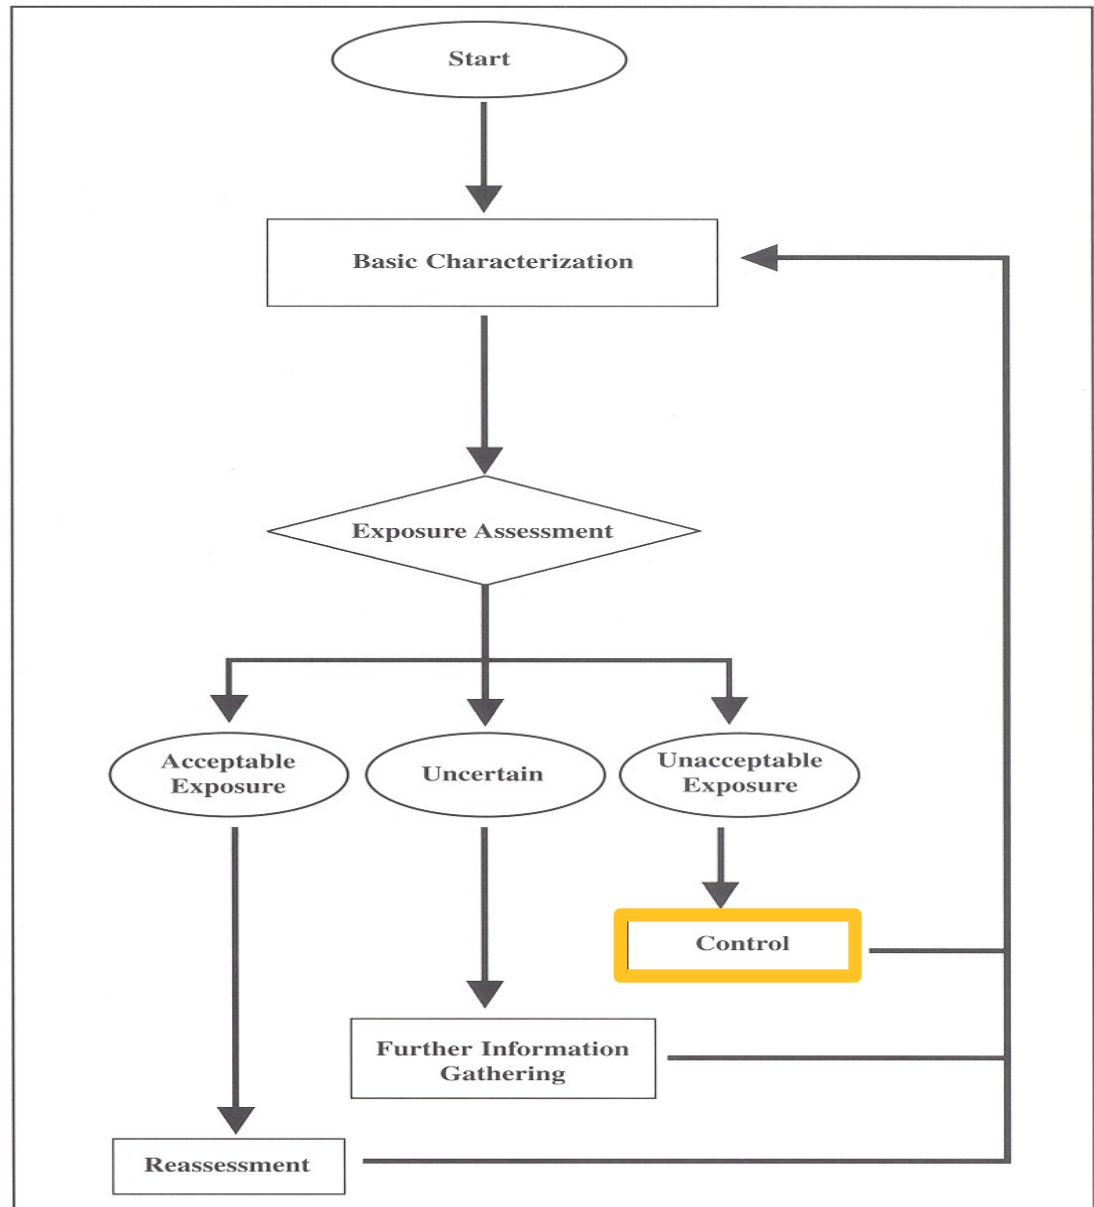 Start
Basic Characterization
Exposure Assessment
Acceptable
Exposure
Uncertain
Unacceptable
Exposure
Control
Further Information
Gathering
Reassessment